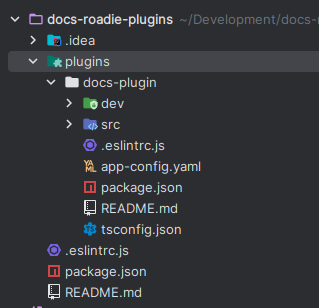 docs-roadie-plugins ~/Development/docs-
.idea
plugins
docs-plugin
dev
src
.eslintrc.js
app-config.yaml
package.json
README.md
tsconfig.json
.eslintrc.js
package.json
README.md